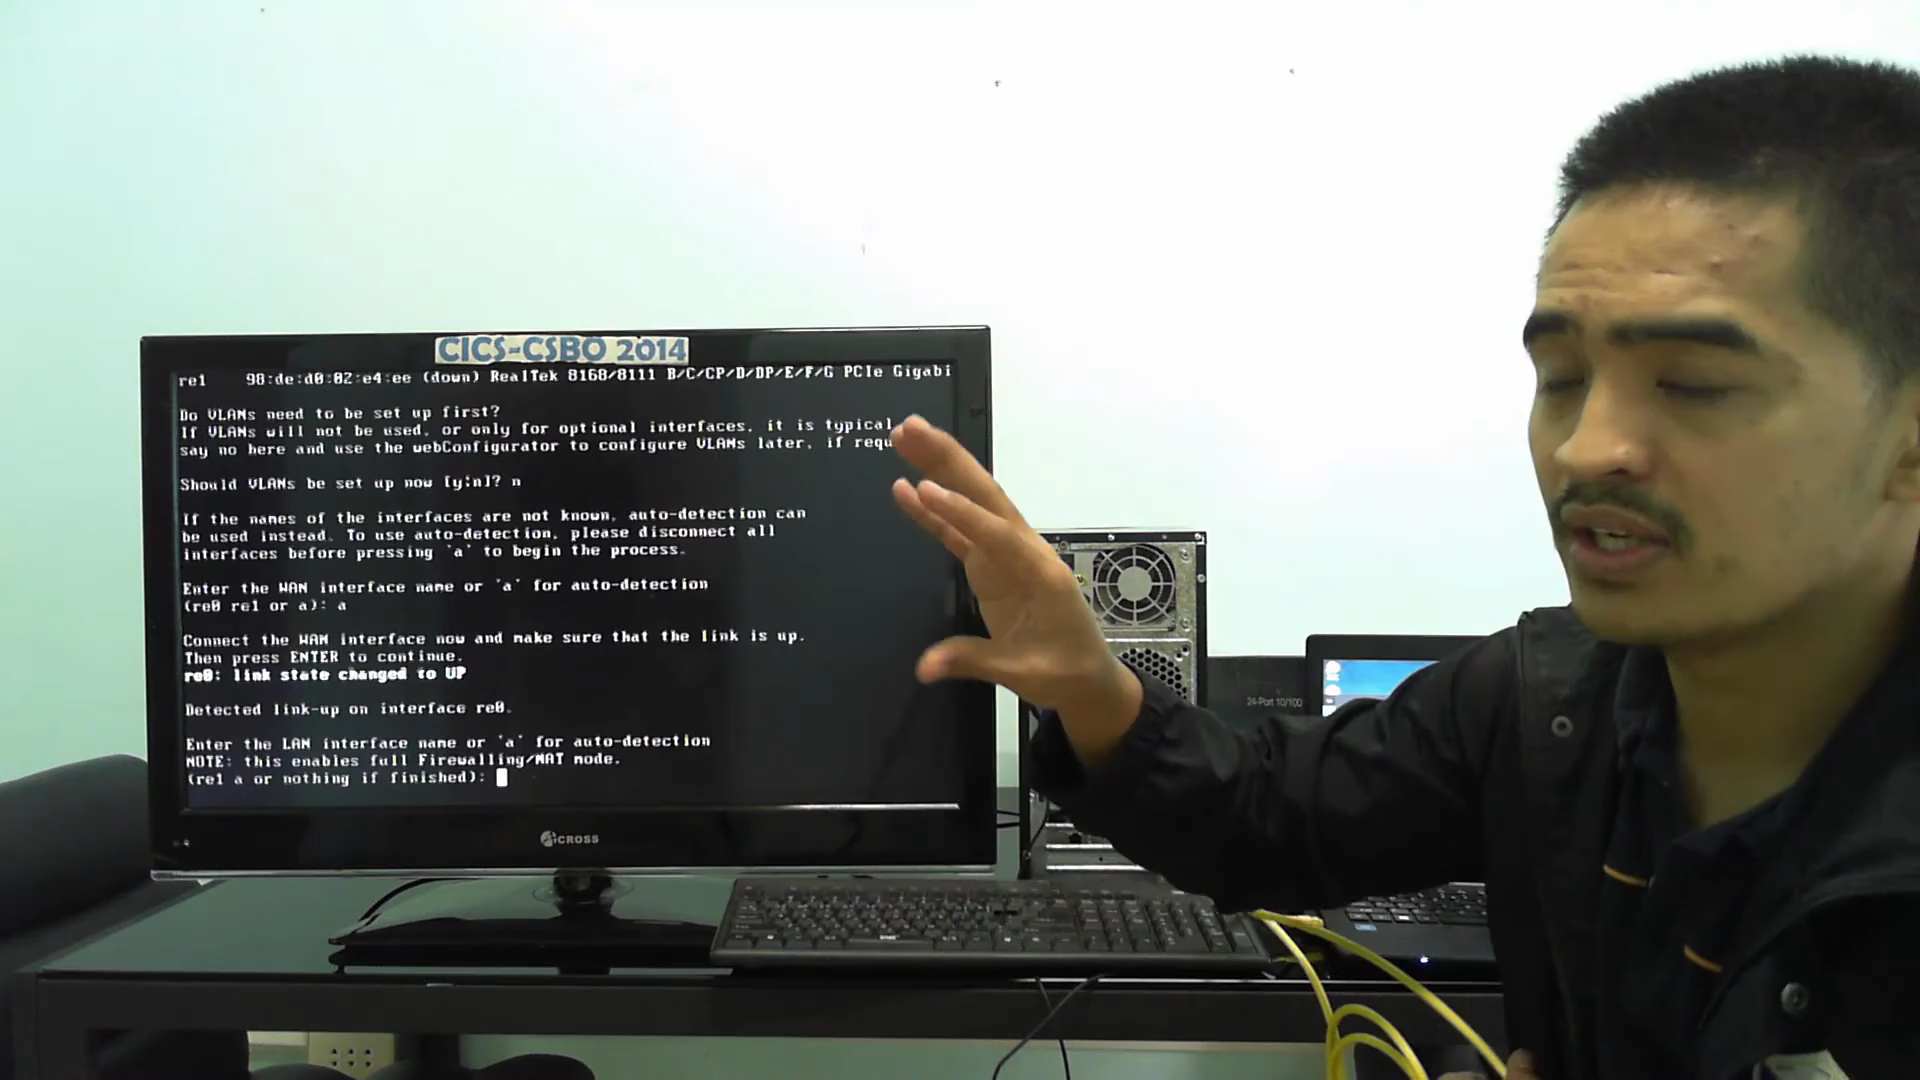 CICS-CSBO 2014
re1 98:de:d0:02:e4:ee (down) RealTek 8168/8111 B/C/CP/D/DP/E/F/G PCIe Gigabi
Do VLANs need to be set up first?
If VLANs will not be used, or only for optional interfaces, it is typical
say no here and use the webConfigurator to configure VLANs later, if requ
Should VLANs be set up now [y|n]? n
If the names of the interfaces are not known, auto-detection can
be used instead. To use auto-detection, please disconnect all
interfaces before pressing 'a' to begin the process.
Enter the WAN interface name or 'a' for auto-detection
(re0 re1 or a): a
Connect the WAN interface now and make sure that the link is up.
Then press ENTER to continue.
re0: link state changed to UP
Detected link-up on interface re0.
Enter the LAN interface name or 'a' for auto-detection
NOTE: this enables full Firewalling/NAT mode.
(re1 a or nothing if finished):
ACROSS
24-Port 10/100